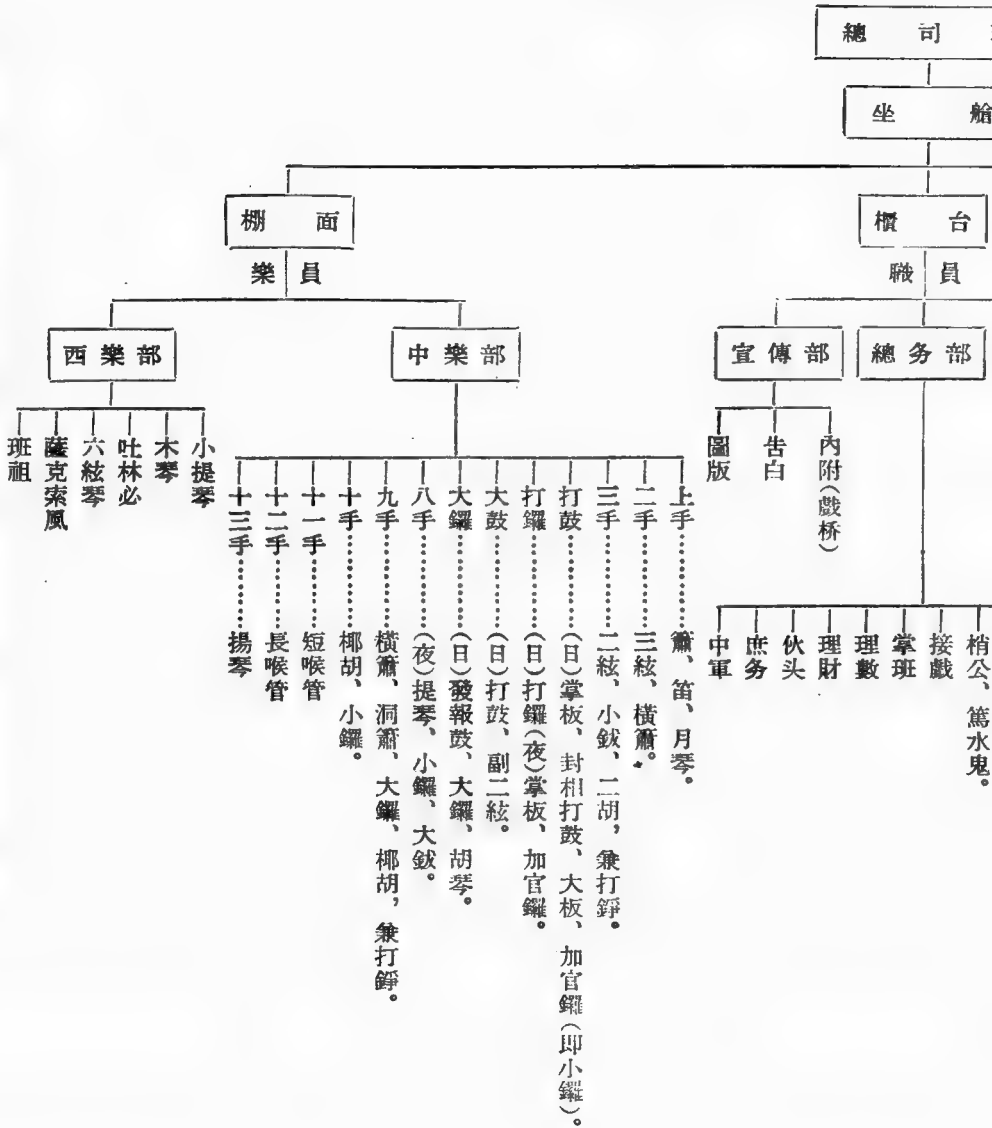 總司
坐艙
櫃台
職員
棚面
樂員
總务部
宣傳部
中樂部
西樂部
梢公、篙水鬼。
接戲
掌班
理數
理財
伙头
庶务
中軍
內附(戲桥)
告白
圖版
上手………簫、笛、月琴。
二手………三絃、橫簫。
三手………二絃、小鈸、二胡,兼打錚。
打鼓………(日)掌板、封相打鼓、大板、加官鑼(即小鑼)。
打鑼………(日)打鑼(夜)掌板、加官鑼。
大鼓………(日)打鼓、副二絃。
大鑼………(日)發報鼓、大鑼、胡琴。
八手………(夜)提琴、小鑼、大鈸。
九手………橫簫、洞簫、大鑼、椰胡,兼打錚。
十手………椰胡、小鑼。
十一手………短喉管
十二手………長喉管
十三手………揚琴
小提琴
木琴
吐林必
六絃琴
薩克索風
班祖